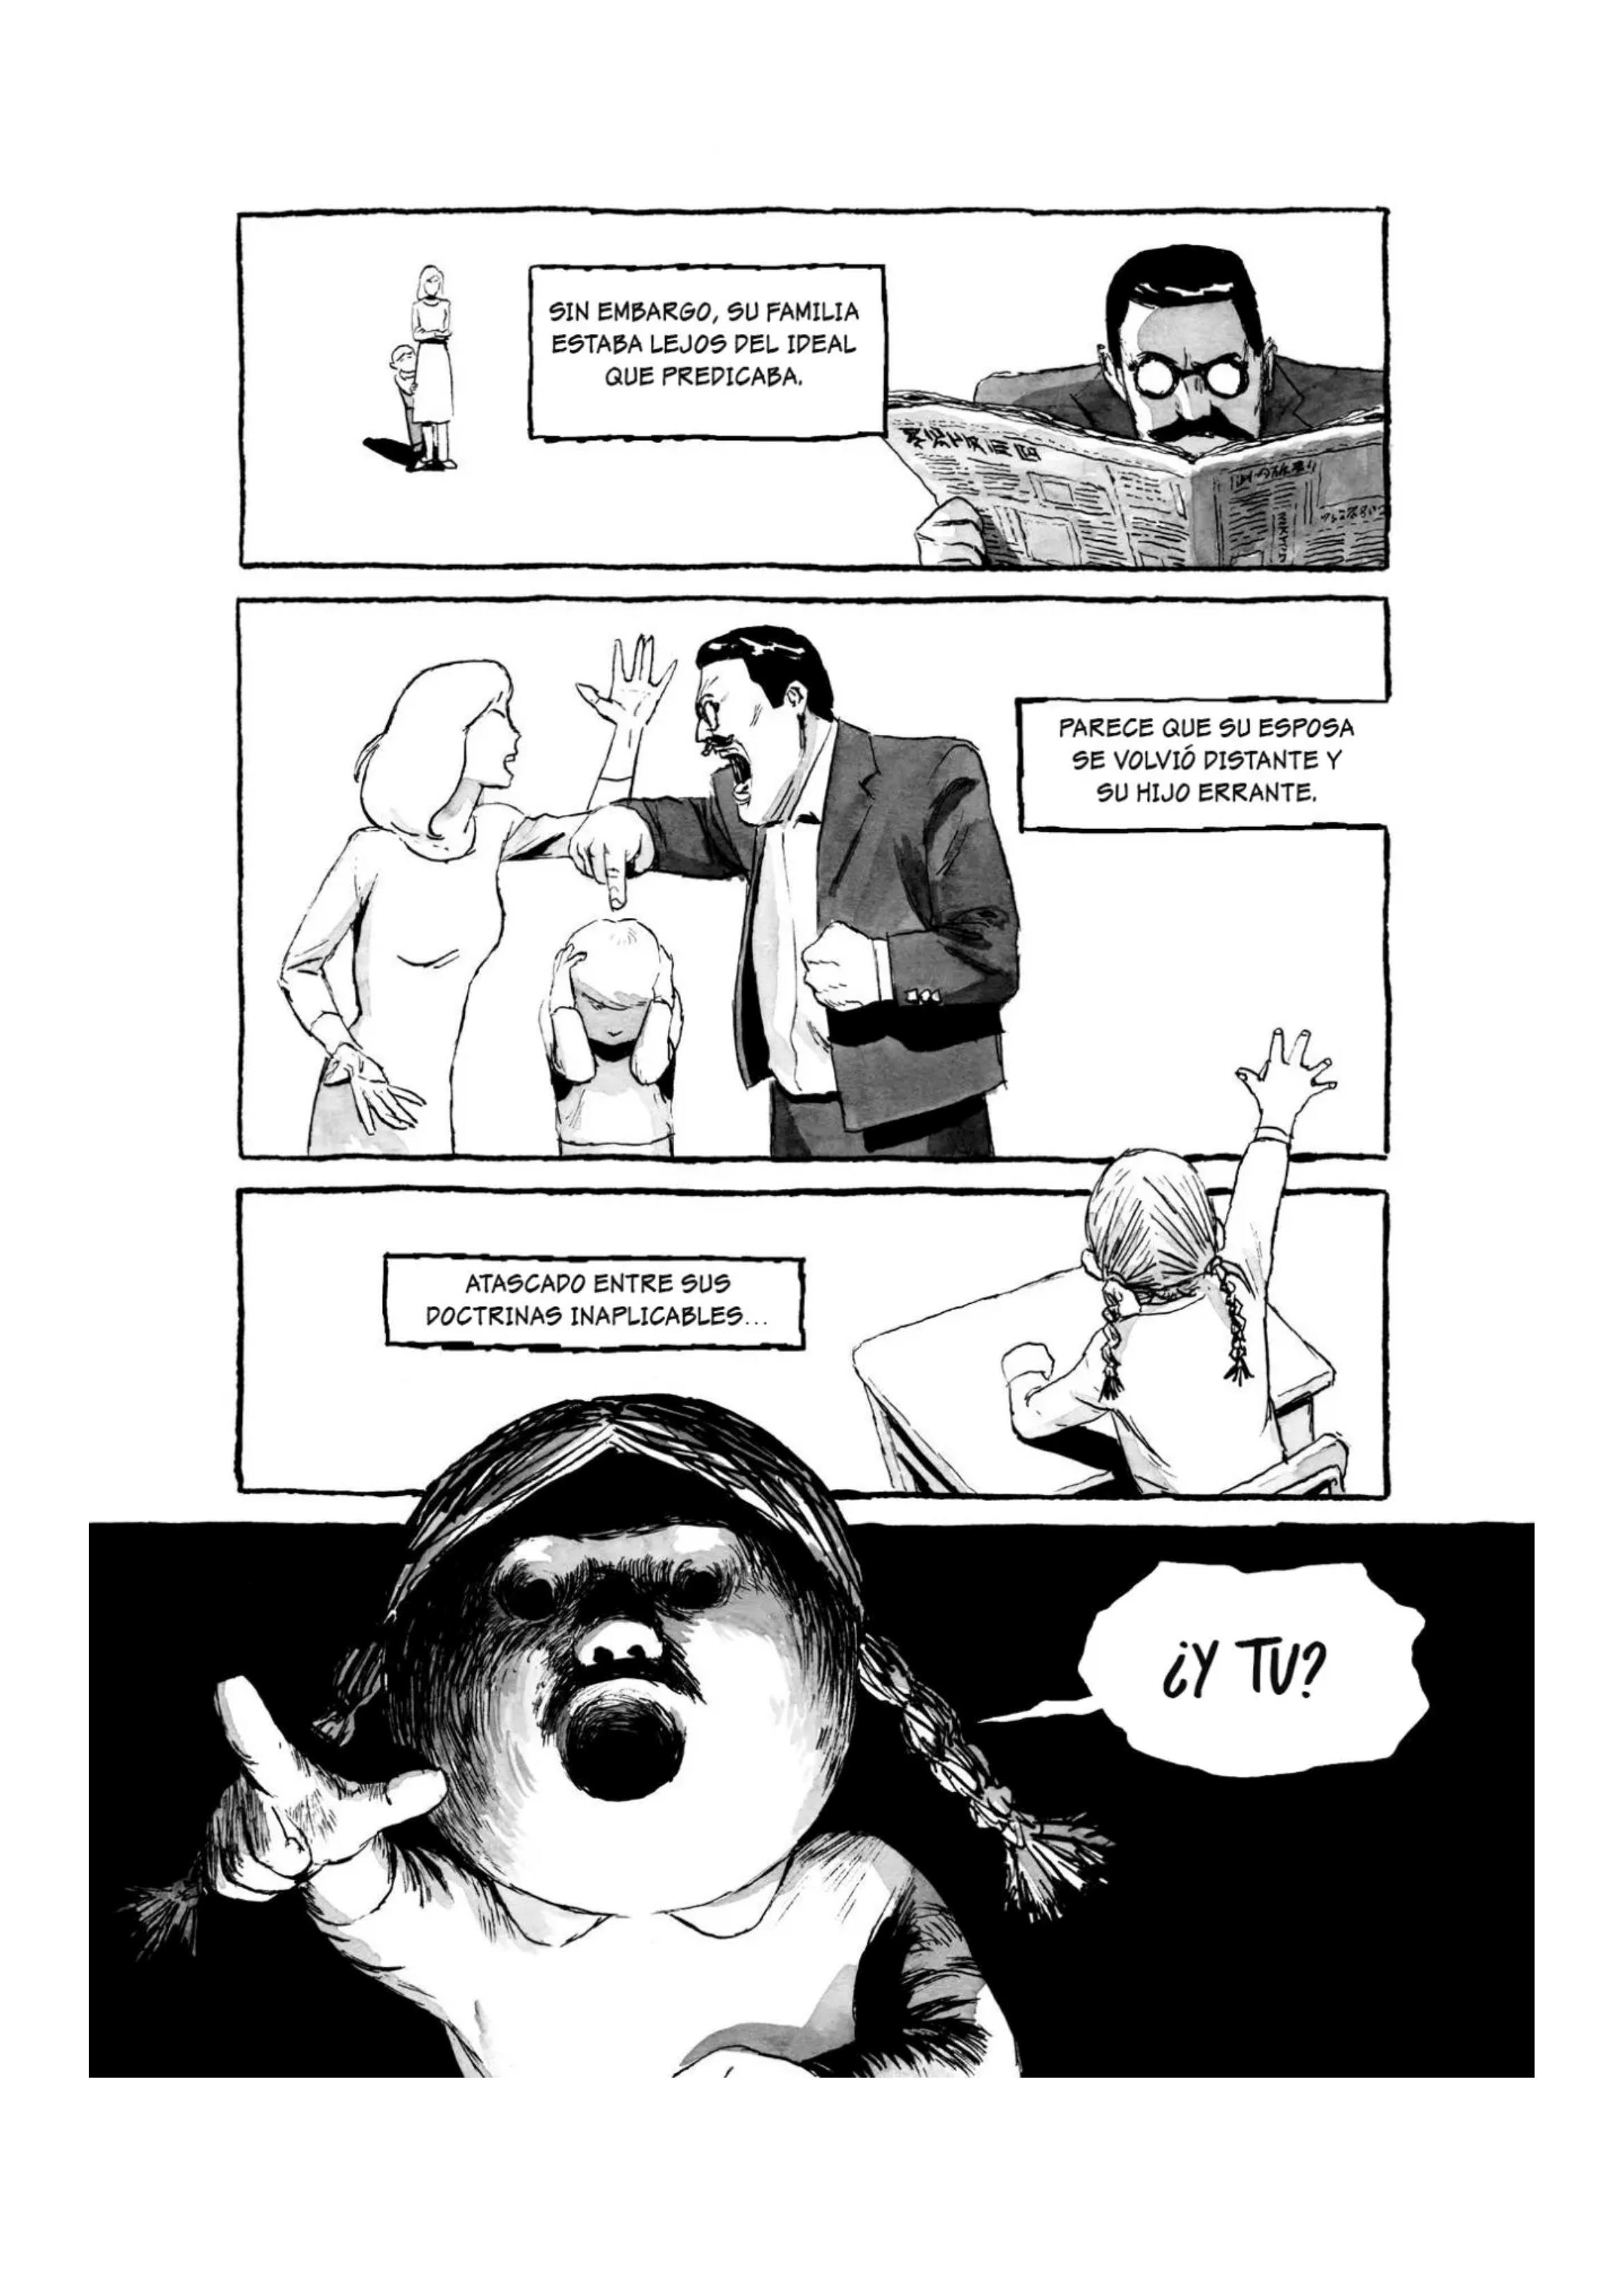 SIN EMBARGO, SU FAMILIA
ESTABA LEJOS DEL IDEAL
QUE PREDICABA.
PARECE QUE SU ESPOSA
SE VOLVIÓ DISTANTE Y
SU HIJO ERRANTE.
ATASCADO ENTRE SUS
DOCTRINAS INAPLICABLES...
¿Y TU?